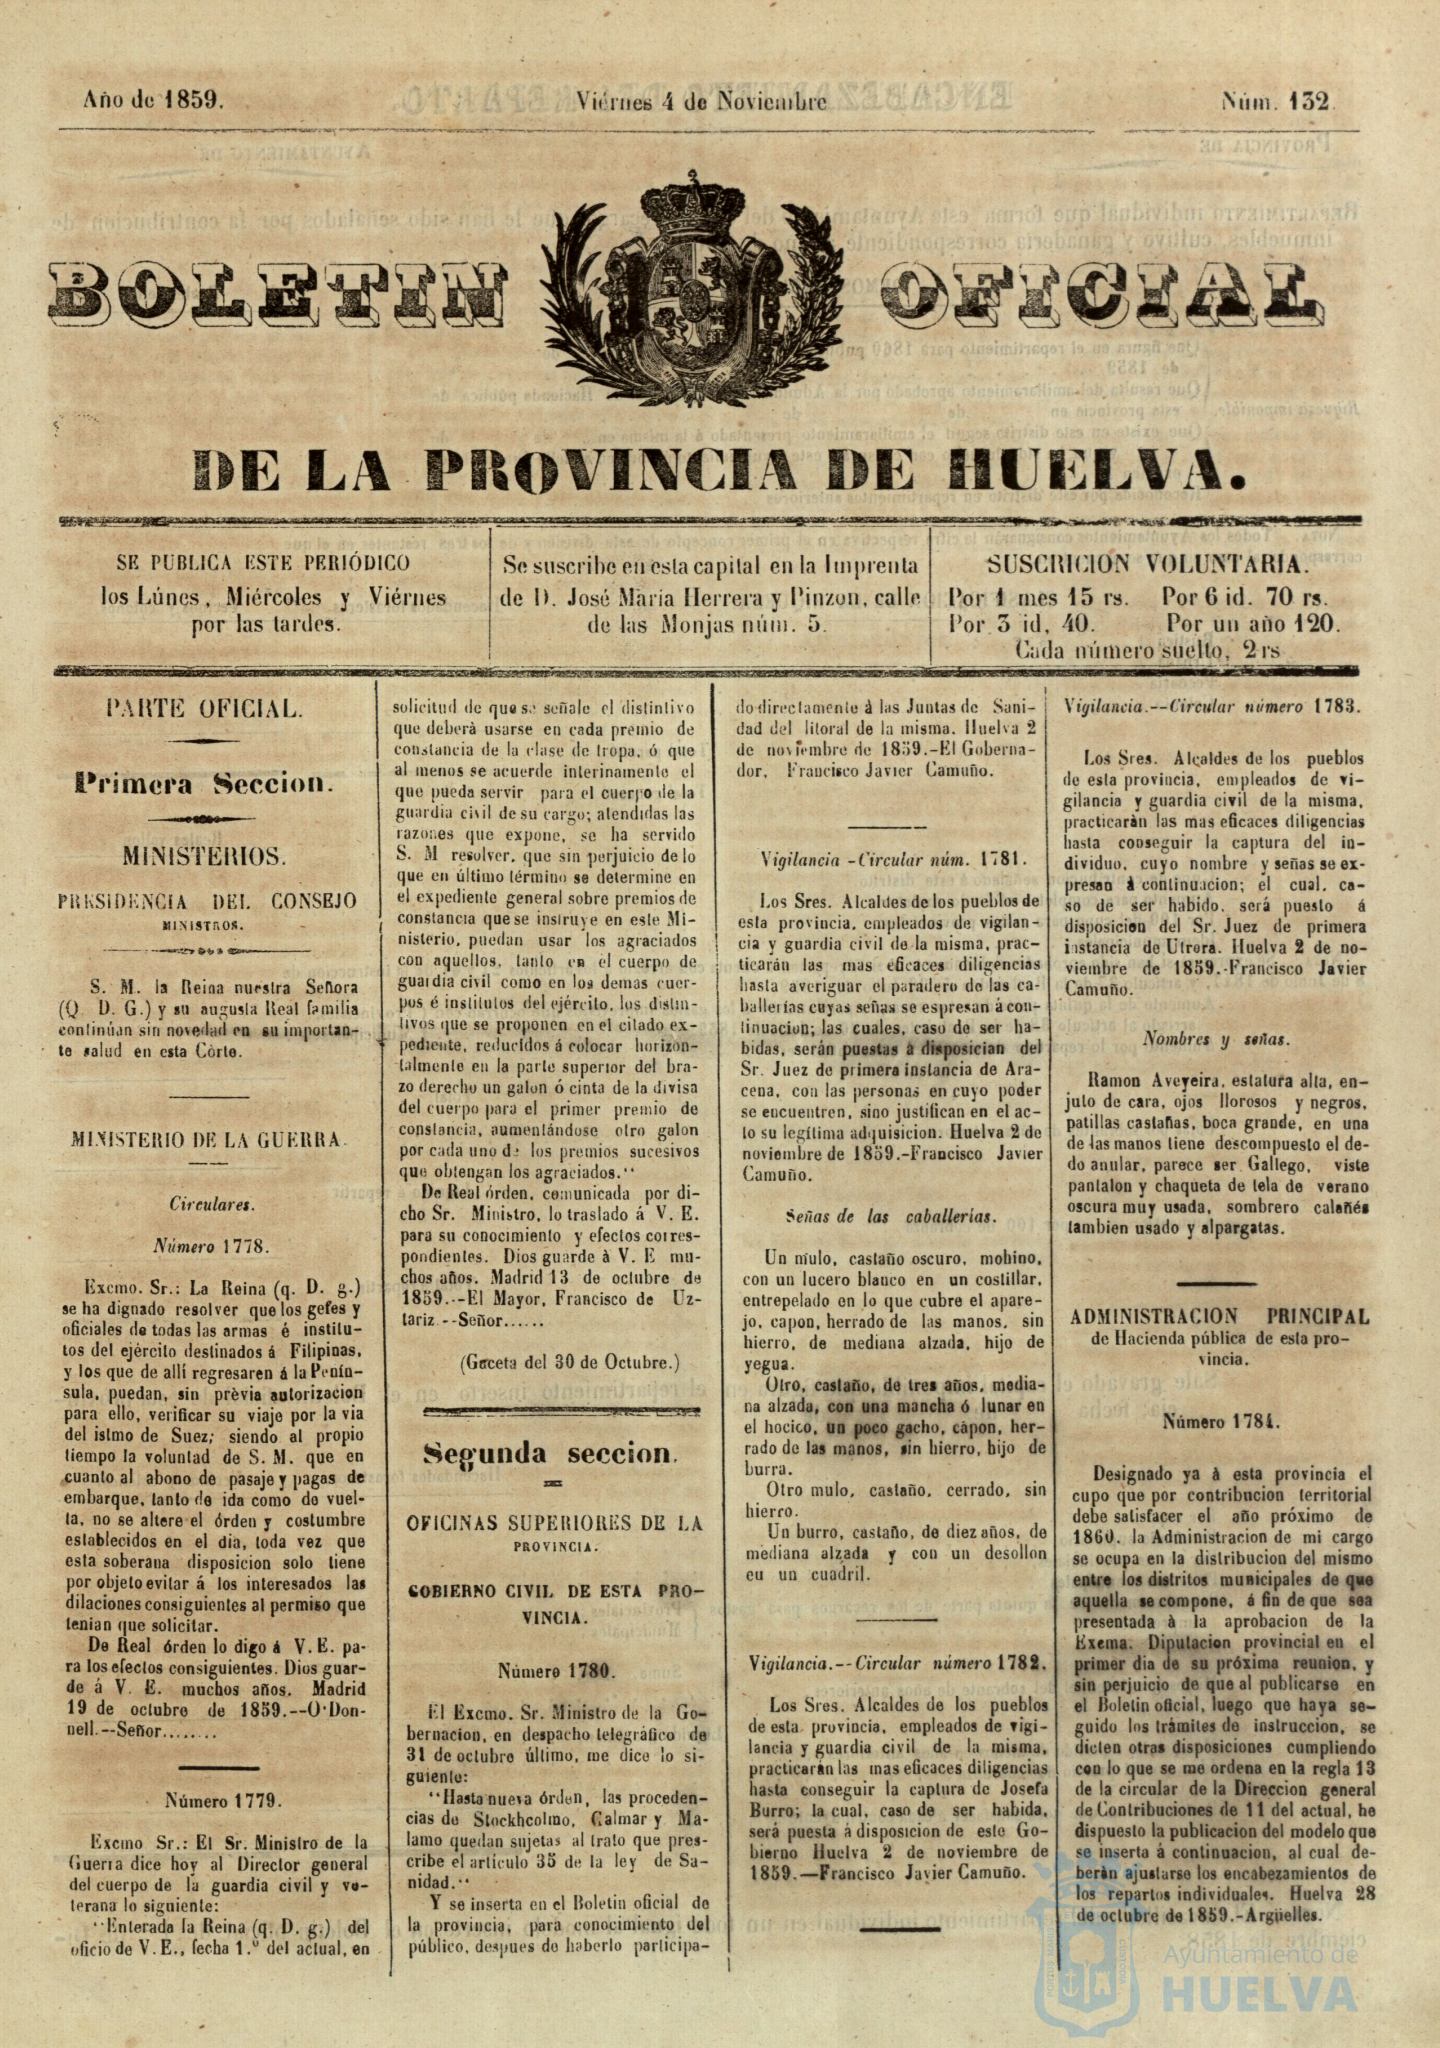 Año de 1859.
Viérnes 4 de Noviembre
Núm. 132
BOLETIN OFICIAL
DE LA PROVINCIA DE HUELVA.
SE PUBLICA ESTE PERIÓDICO
los Lúnes, Miércoles y Viérnes
por las tardes.
Se suscribe en esta capital en la Imprenta
de D. José Maria Herrera y Pinzon, calle
de las Monjas núm. 5.
SUSCRICION VOLUNTARIA.
Por 1 mes 15 rs. Por 6 id. 70 rs.
Por 3 id, 40. Por un año 120.
Cada número suelto, 2 rs
PARTE OFICIAL.
Primera Seccion.
MINISTERIOS.
PRESIDENCIA DEL CONSEJO
MINISTROS.
S. M. la Reina nuestra Señora
(Q D. G.) y su augusta Real familia
continúan sin novedad en su importan-
te salud en esta Córte.
MINISTERIO DE LA GUERRA.
Circulares.
Número 1778.
Excmo. Sr.: La Reina (q. D. g.)
se ha dignado resolver que los gefes y
oficiales de todas las armas é institu-
tos del ejército destinados á Filipinas,
y los que de allí regresaren á la Penín-
sula, puedan, sin prèvia autorizacion
para ello, verificar su viaje por la via
del istmo de Suez; siendo al propio
tiempo la voluntad de S. M. que en
cuanto al abono de pasaje y pagas de
embarque, tanto de ida como de vuel-
ta, no se altere el órden y costumbre
establecidos en el dia, toda vez que
esta soberana disposicion solo tiene
por objeto evitar á los interesados las
dilaciones consiguientes al permiso que
tenian que solicitar.
De Real órden lo digo á V. E. pa-
ra los efectos consiguientes. Dios guar-
de á V. E. muchos años. Madrid
19 de octubre de 1859.--O'Don-
nell.--Señor........
Número 1779.
Excmo Sr.: El Sr. Ministro de la
Guerra dice hoy al Director general
del cuerpo de la guardia civil y ve-
terana lo siguiente:
"Enterada la Reina (q. D. g.) del
oficio de V. E., fecha 1.º del actual, en
solicitud de que se señale el distintivo
que deberá usarse en cada premio de
constancia de la clase de tropa, ó que
al menos se acuerde interinamente el
que pueda servir para el cuerpo de la
guardia civil de su cargo; atendidas las
razones que expone, se ha servido
S. M resolver, que sin perjuicio de lo
que en último término se determine en
el expediente general sobre premios de
constancia que se instruye en este Mi-
nisterio, puedan usar los agraciados
con aquellos, tanto en el cuerpo de
guardia civil como en los demas cuer-
pos é institutos del ejército, los distin-
tivos que se proponen en el citado ex-
pediente, reducidos á colocar horizon-
talmente en la parte superior del bra-
zo derecho un galon ó cinta de la divisa
del cuerpo para el primer premio de
constancia, aumentándose otro galon
por cada uno de los premios sucesivos
que obtengan los agraciados."
De Real órden, comunicada por di-
cho Sr. Ministro, lo traslado á V. E.
para su conocimiento y efectos corres-
pondientes. Dios guarde á V. E mu-
chos años. Madrid 13 de octubre de
1859.--El Mayor, Francisco de Uz-
tariz.--Señor......
(Gaceta del 30 de Octubre.)
Segunda seccion.
OFICINAS SUPERIORES DE LA
PROVINCIA.
GOBIERNO CIVIL DE ESTA PRO-
VINCIA.
Número 1780.
El Excmo. Sr. Ministro de la Go-
bernacion, en despacho telegráfico de
31 de octubre último, me dice lo si-
guiente:
"Hasta nueva órden, las proceden-
cias de Stockhcolmo, Calmar y Ma-
lamo quedan sujetas al trato que pres-
cribe el artículo 35 de la ley de Sa-
nidad."
Y se inserta en el Boletin oficial de
la provincia, para conocimiento del
público, despues de haberlo participa-
do directamente à las Juntas de Sani-
dad del litoral de la misma. Huelva 2
de noviembre de 1859.-El Goberna-
dor, Francisco Javier Camuño.
Vigilancia -Circular núm. 1781.
Los Sres. Alcaldes de los pueblos de
esta provincia, empleados de vigilan-
cia y guardia civil de la misma, prac-
ticarán las mas eficaces diligencias
hasta averiguar el paradero de las ca-
ballerías cuyas señas se espresan á con-
tinuacion; las cuales, caso de ser ha-
bidas, serán puestas à disposician del
Sr. Juez de primera instancia de Ara-
cena, con las personas en cuyo poder
se encuentren, sino justifican en el ac-
to su legítima adquisicion. Huelva 2 de
noviembre de 1859.-Francisco Javier
Camuño.
Señas de las caballerías.
Un mulo, castaño oscuro, mohino,
con un lucero blanco en un costillar,
entrepelado en lo que cubre el apare-
jo, capon, herrado de las manos, sin
hierro, de mediana alzada, hijo de
yegua.
Otro, castaño, de tres años, media-
na alzada, con una mancha ó lunar en
el hocico, un poco gacho, càpon, her-
rado de las manos, sin hierro, hijo de
burra.
Otro mulo, castaño, cerrado, sin
hierro.
Un burro, castaño, de diez años, de
mediana alzada y con un desollon
en un cuadril.
Vigilancia.--Circular número 1782.
Los Sres. Alcaldes de los pueblos
de esta provincia, empleados de vigi-
lancia y guardia civil de la misma,
practicarán las mas eficaces diligencias
hasta conseguir la captura de Josefa
Burro; la cual, caso de ser habida,
será puesta á disposicion de este Go-
bierno Huelva 2 de noviembre de
1859.—Francisco Javier Camuño.
Vigilancia.--Circular número 1783.
Los Sres. Alcaldes de los pueblos
de esta provincia, empleados de vi-
gilancia y guardia civil de la misma,
practicaràn las mas eficaces diligencias
hasta conseguir la captura del in-
dividuo, cuyo nombre y señas se ex-
presan á continuacion; el cual, ca-
so de ser habido, será puesto á
disposicion del Sr. Juez de primera
instancia de Utrera. Huelva 2 de no-
viembre de 1859.-Francisco Javier
Camuño.
Nombres y señas.
Ramon Aveyeira, estatura alta, en-
juto de cara, ojos llorosos y negros,
patillas castañas, boca grande, en una
de las manos tiene descompuesto el de-
do anular, parece ser Gallego, viste
pantalon y chaqueta de tela de verano
oscura muy usada, sombrero calañés
tambien usado y alpargatas.
ADMINISTRACION PRINCIPAL
de Hacienda pública de esta pro-
vincia.
Número 1784.
Designado ya à esta provincia el
cupo que por contribucion territorial
debe satisfacer el año próximo de
1860, la Administracion de mi cargo
se ocupa en la distribucion del mismo
entre los distritos municipales de que
aquella se compone, á fin de que sea
presentada à la aprobacion de la
Exema. Diputacion provincial en el
primer dia de su próxima reunion, y
sin perjuicio de que al publicarse en
el Boletin oficial, luego que haya se-
guido los tràmites de instruccion, se
dicten otras disposiciones cumpliendo
con lo que se me ordena en la regla 13
de la circular de la Direccion general
de Contribuciones de 11 del actual, he
dispuesto la publicacion del modelo que
se inserta à continuacion, al cual de-
berán ajustarse los encabezamientos de
los repartos individuales. Huelva 28
de octubre de 1859.-Argüelles.
Ayuntamiento de
HUELVA